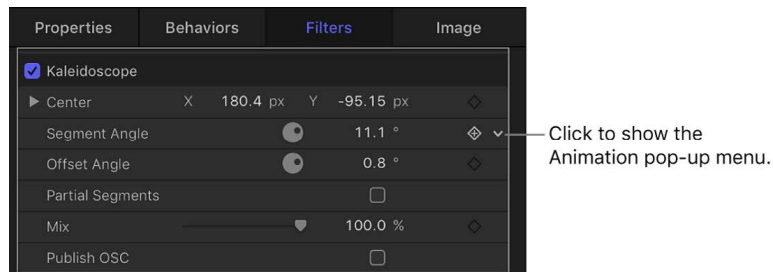 Properties Behaviors Filters Image
Kaleidoscope
Center X 180.4 px Y -95.15 px
Segment Angle 11.1 °
Click to show the
Animation pop-up menu.
Offset Angle 0.8 °
Partial Segments
Mix 100.0 %
Publish OSC